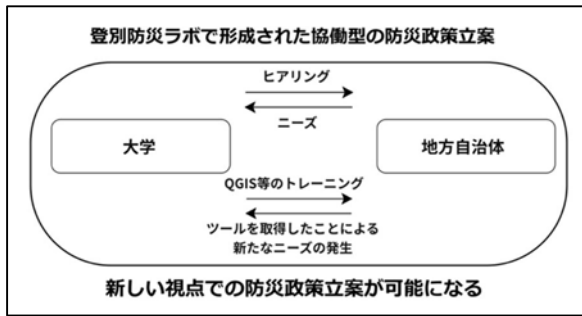 登別防災ラボで形成された協働型の防災政策立案
ヒアリング
ニーズ
大学
地方自治体
QGIS等のトレーニング
ツールを取得したことによる
新たなニーズの発生
新しい視点での防災政策立案が可能になる